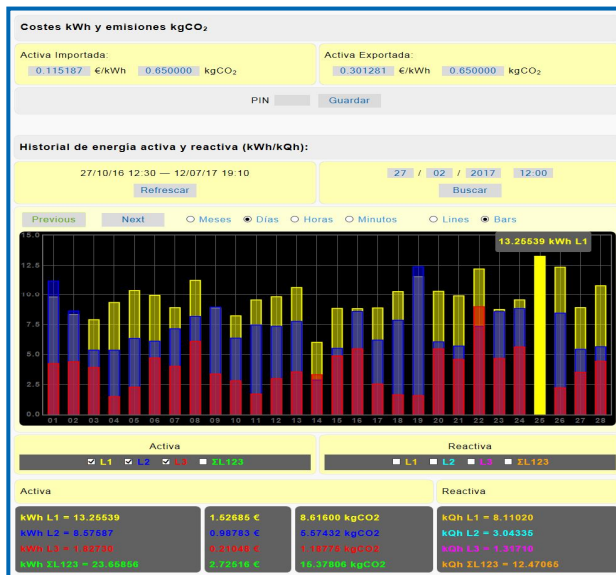 Costes kWh y emisiones kgCO₂
Activa Importada:
0.115187 €/kWh 0.650000 kgCO₂
Activa Exportada:
0.301281 €/kWh 0.650000 kgCO₂
PIN Guardar
Historial de energía activa y reactiva (kWh/kQh):
27/10/16 12:30 — 12/07/17 19:10
Refrescar
27 / 02 / 2017 12:00
Buscar
Previous Next Meses Días Horas Minutos Lines Bars
13.25539 kWh L1
15.0
12.5
10.0
7.5
5.0
2.5
0.0
01 02 03 04 05 06 07 08 09 10 11 12 13 14 15 16 17 18 19 20 21 22 23 24 25 26 27 28
Activa
L1 L2 L3 ΣL123
Reactiva
L1 L2 L3 ΣL123
Activa
Reactiva
kWh L1 = 13.25539 1.52685 € 8.61600 kgCO2 kQh L1 = 8.11020
kWh L2 = 8.57587 0.98783 € 5.57432 kgCO2 kQh L2 = 3.04335
kWh L3 = 1.82730 0.21048 € 1.18775 kgCO2 kQh L3 =
kWh ΣL123 = 23.65856 2.72516 € 15.37806 kgCO2 kQh ΣL123 = 12.47065